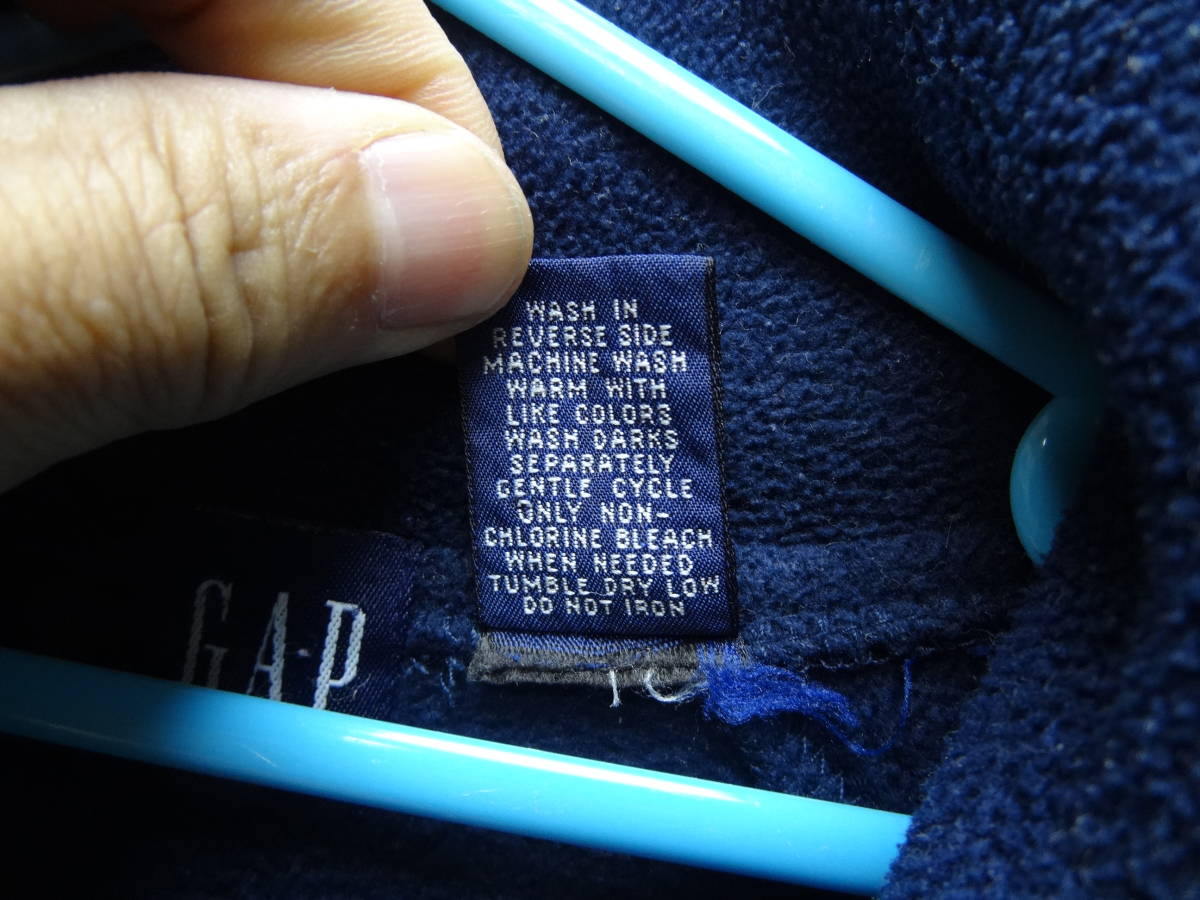 WASH IN
REVERSE SIDE
MACHINE WASH
WARM WITH
LIKE COLORS
WASH DARKS
SEPARATELY
GENTLE CYCLE
ONLY NON-
CHLORINE BLEACH
WHEN NEEDED
TUMBLE DRY LOW
DO NOT IRON
GAP